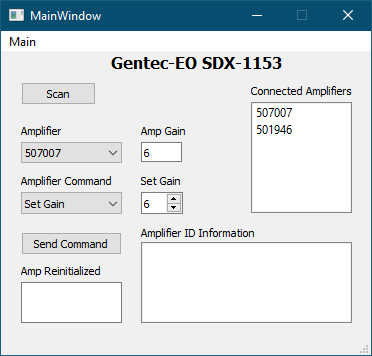 MainWindow
Main
Gentec-EO SDX-1153
Scan
Connected Amplifiers
507007
501946
Amplifier
Amp Gain
507007
6
Amplifier Command
Set Gain
Set Gain
6
Send Command
Amplifier ID Information
Amp Reinitialized